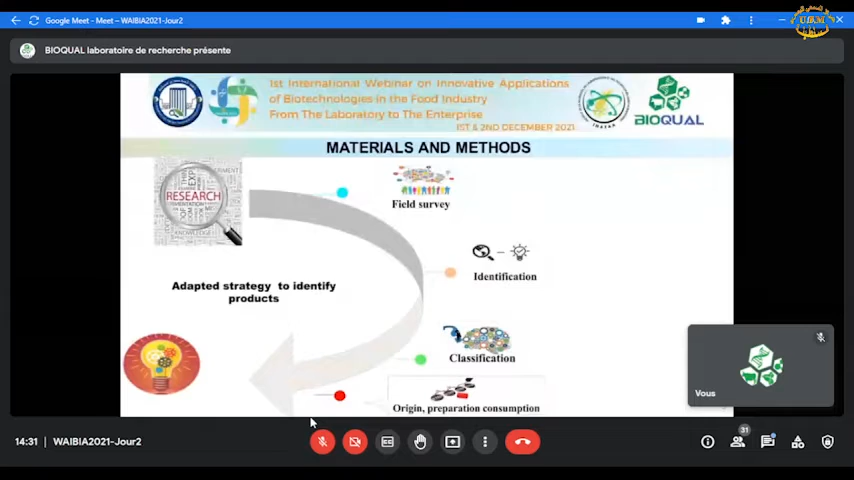 Google Meet - Meet – WAIBIA2021-Jour2
BIOQUAL laboratoire de recherche présente
1st International Webinar on Innovative Applications
of Biotechnologies in the Food Industry
From The Laboratory to The Enterprise
IST & 2ND DECEMBER 2021
BIOQUAL
MATERIALS AND METHODS
RESEARCH
Field survey
Identification
Adapted strategy to identify
products
Classification
Origin, preparation consumption
Vous
14:31 | WAIBIA2021-Jour2
31